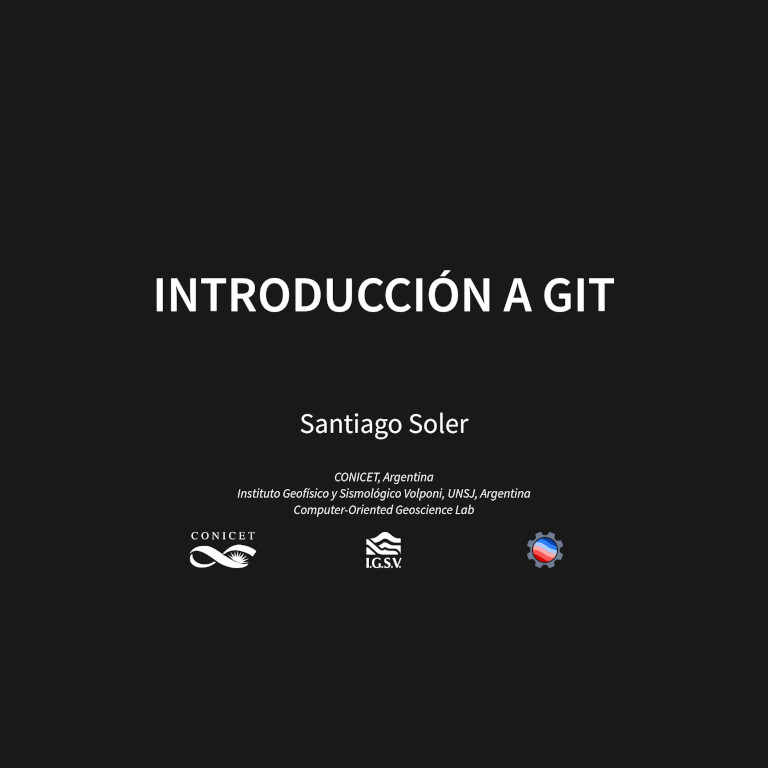 INTRODUCCIÓN A GIT
Santiago Soler
CONICET, Argentina
Instituto Geofísico y Sismológico Volponi, UNSJ, Argentina
Computer-Oriented Geoscience Lab
CONICET
I.G.S.V.